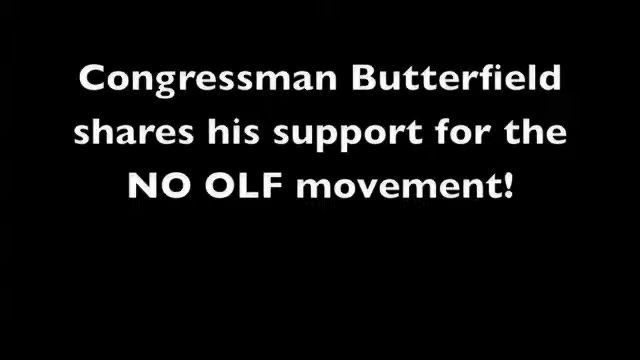 Congressman Butterfield
shares his support for the
NO OLF movement!